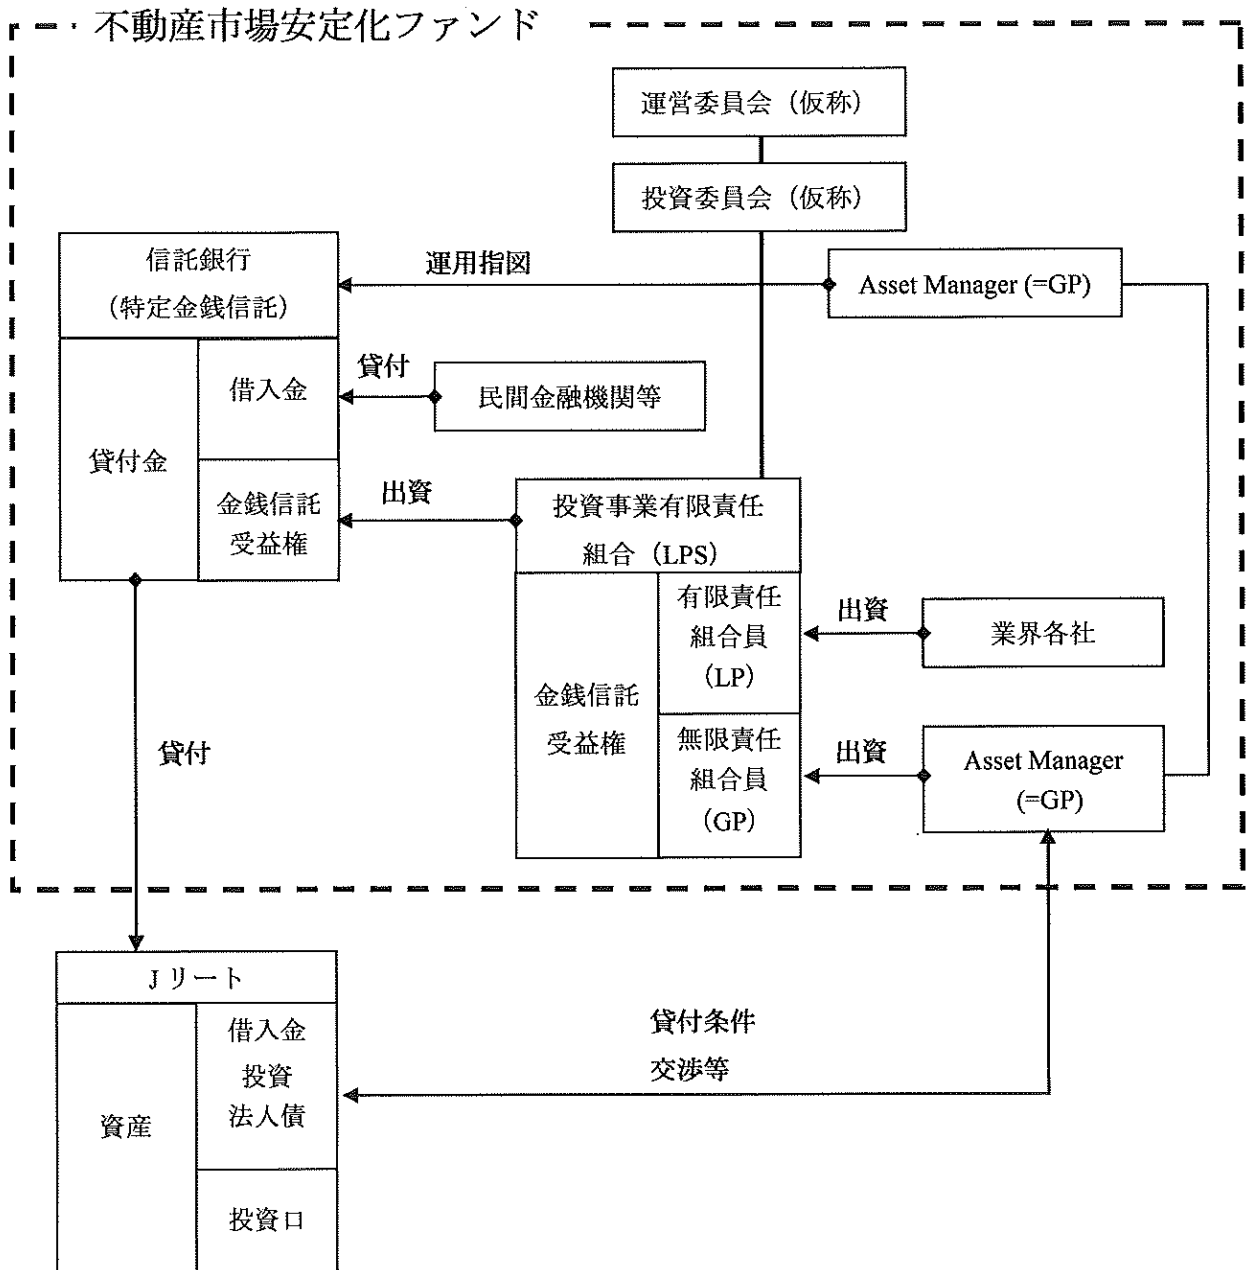 不動産市場安定化ファンド
運営委員会（仮称）
投資委員会（仮称）
信託銀行
（特定金銭信託）
運用指図
Asset Manager (=GP)
貸付金
借入金
貸付
民間金融機関等
金銭信託
受益権
出資
投資事業有限責任
組合（LPS）
金銭信託
受益権
有限責任
組合員
（LP）
出資
業界各社
無限責任
組合員
（GP）
出資
Asset Manager
(=GP)
貸付
Jリート
資産
借入金
投資
法人債
投資口
貸付条件
交渉等